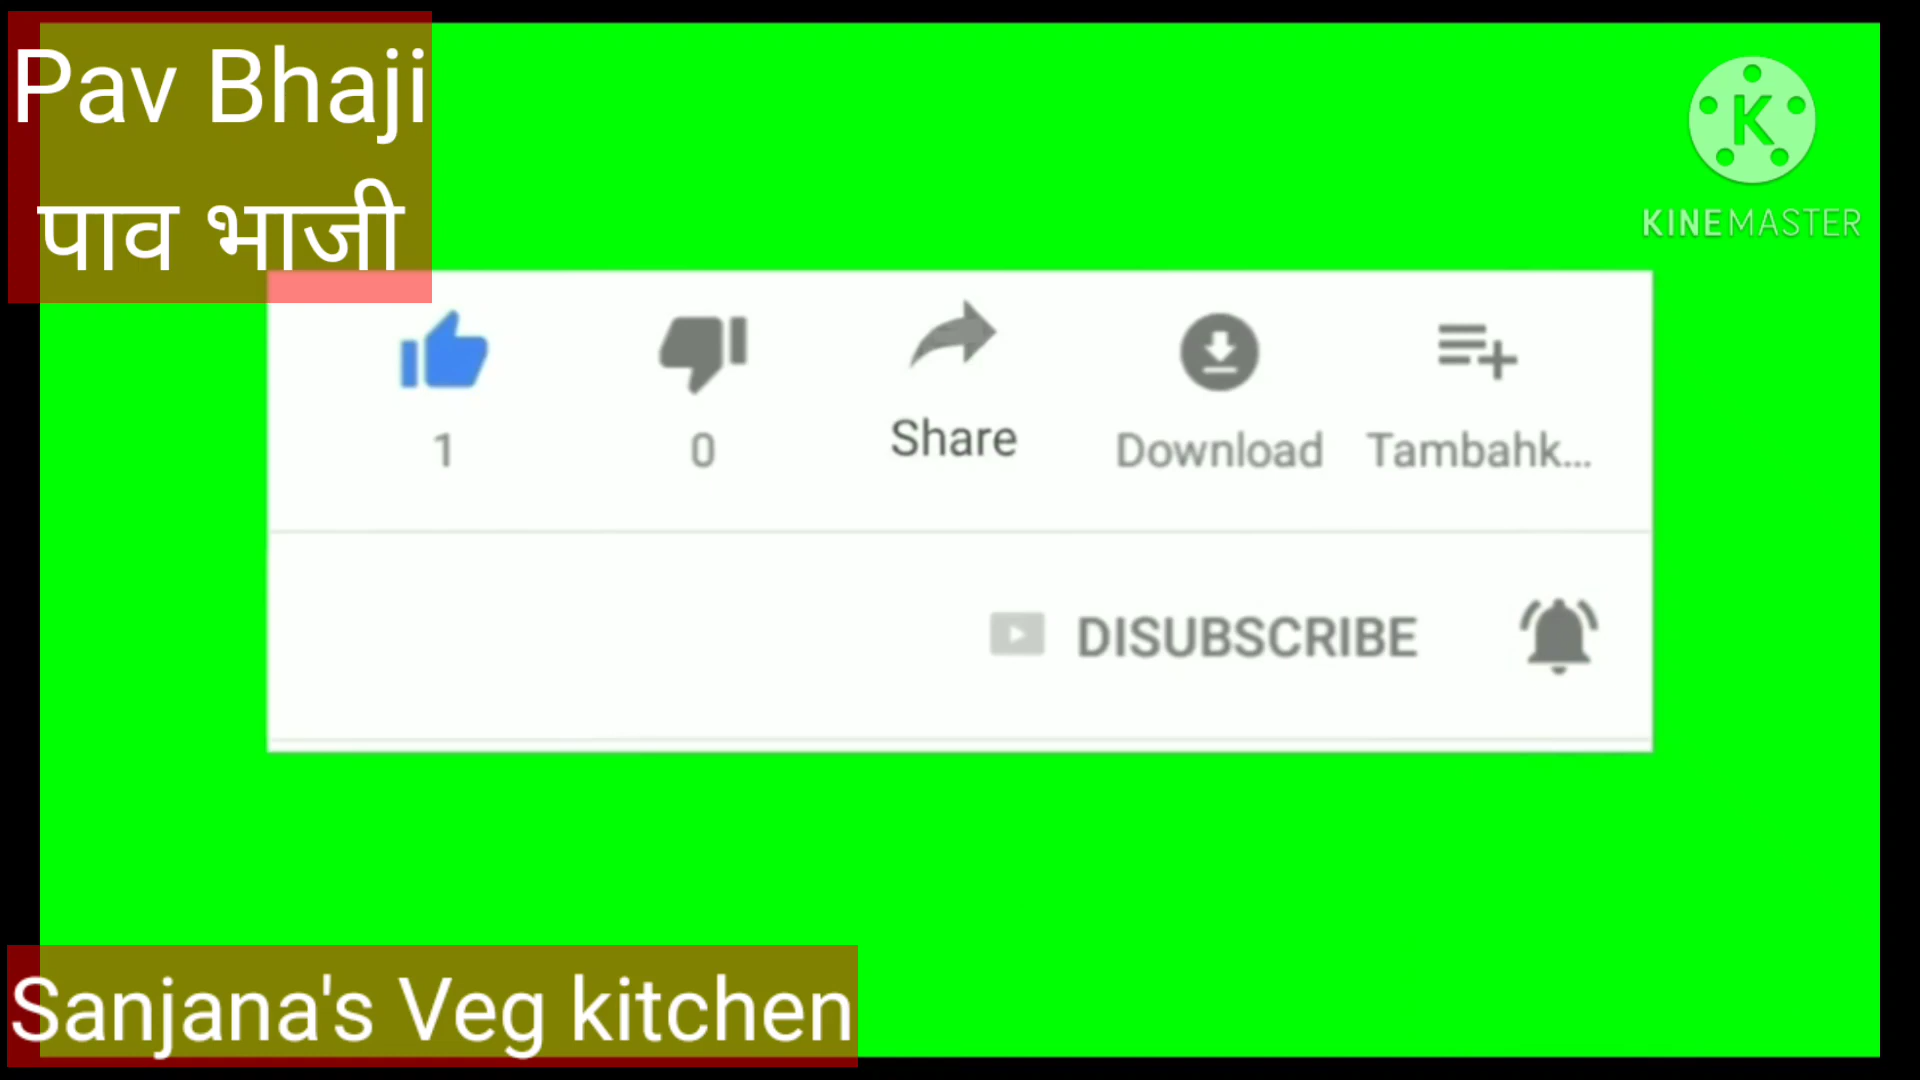 Pav Bhaji
पाव भाजी
K
KINEMASTER
1
0
Share
Download
Tambahk...
DISUBSCRIBE
Sanjana's Veg kitchen